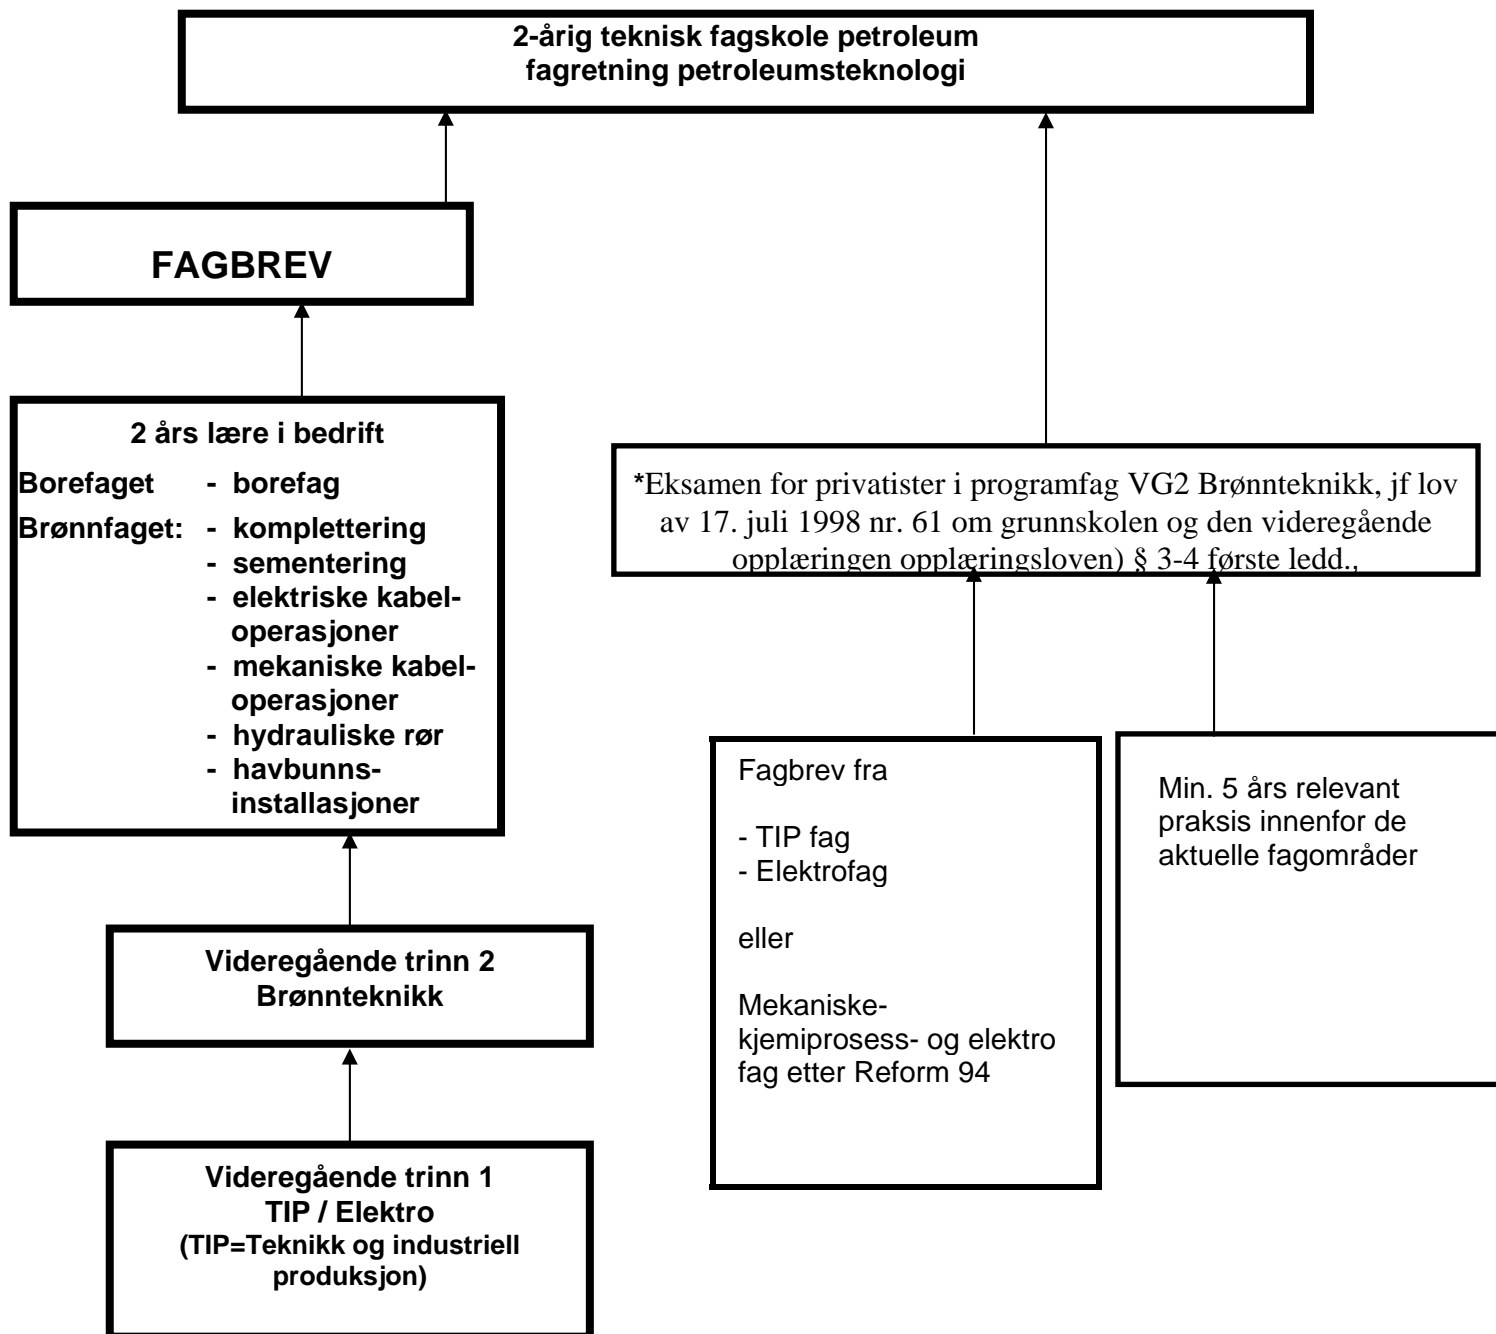 2-årig teknisk fagskole petroleum
fagretning petroleumsteknologi
FAGBREV
2 års lære i bedrift
Borefaget - borefag
Brønnfaget: - komplettering
- sementering
- elektriske kabel-
operasjoner
- mekaniske kabel-
operasjoner
- hydrauliske rør
- havbunns-
installasjoner
Videregående trinn 2
Brønnteknikk
Videregående trinn 1
TIP / Elektro
(TIP=Teknikk og industriell
produksjon)
*Eksamen for privatister i programfag VG2 Brønnteknikk, jf lov
av 17. juli 1998 nr. 61 om grunnskolen og den videregående
opplæringen opplæringsloven) § 3-4 første ledd.,
Fagbrev fra
- TIP fag
- Elektrofag
eller
Mekaniske-
kjemiprosess- og elektro
fag etter Reform 94
Min. 5 års relevant
praksis innenfor de
aktuelle fagområder